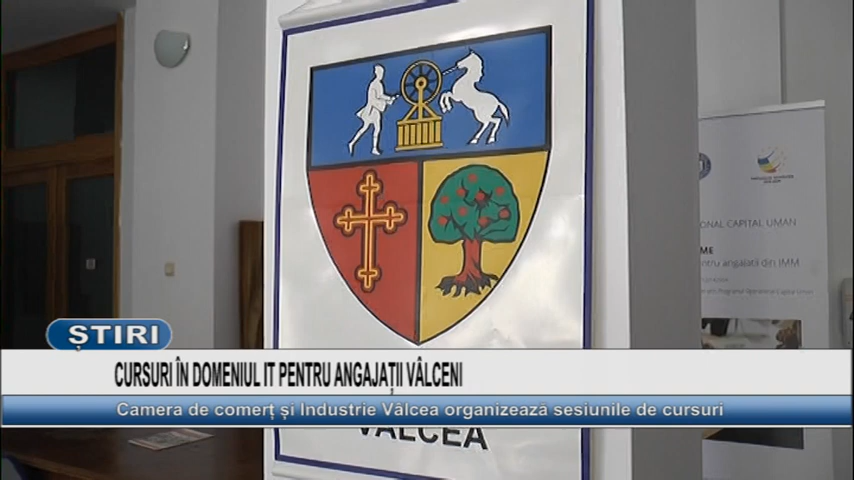 ONAL CAPITAL UMAN
ME
ntru angajatii din IMM
ȘTIRI
CURSURI ÎN DOMENIUL IT PENTRU ANGAJAȚII VÂLCENI
Camera de comerț și Industrie Vâlcea organizează sesiunile de cursuri
VÂLCEA